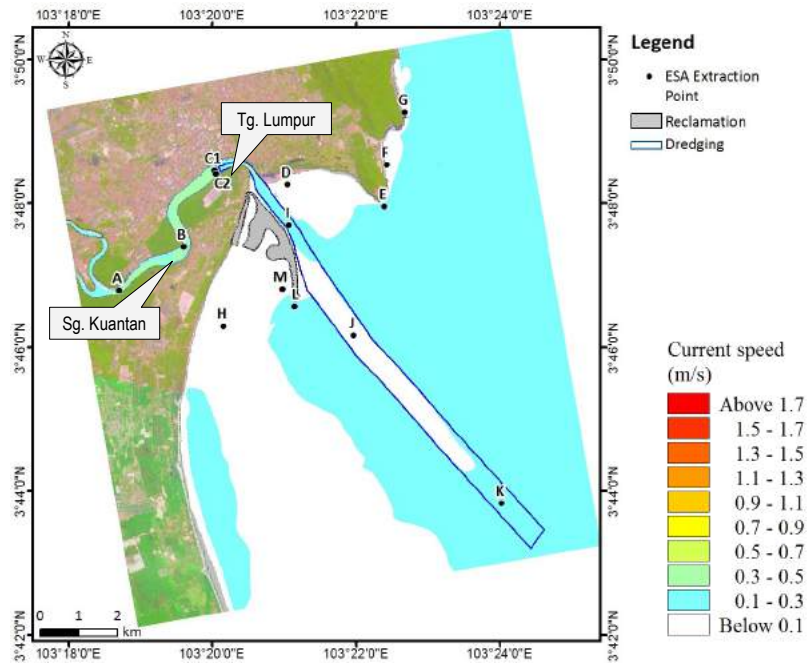 103°18'0"E 103°20'0"E 103°22'0"E 103°24'0"E
3°50'0"N
3°48'0"N
3°46'0"N
3°44'0"N
3°42'0"N
N
W E
S
Tg. Lumpur
Sg. Kuantan
G
F
E
D
C1
C2
I
B
A
M
L
H
J
K
0 1 2
km
103°18'0"E 103°20'0"E 103°22'0"E 103°24'0"E
3°50'0"N
3°48'0"N
3°46'0"N
3°44'0"N
3°42'0"N
Legend
ESA Extraction
Point
Reclamation
Dredging
Current speed
(m/s)
Above 1.7
1.5 - 1.7
1.3 - 1.5
1.1 - 1.3
0.9 - 1.1
0.7 - 0.9
0.5 - 0.7
0.3 - 0.5
0.1 - 0.3
Below 0.1